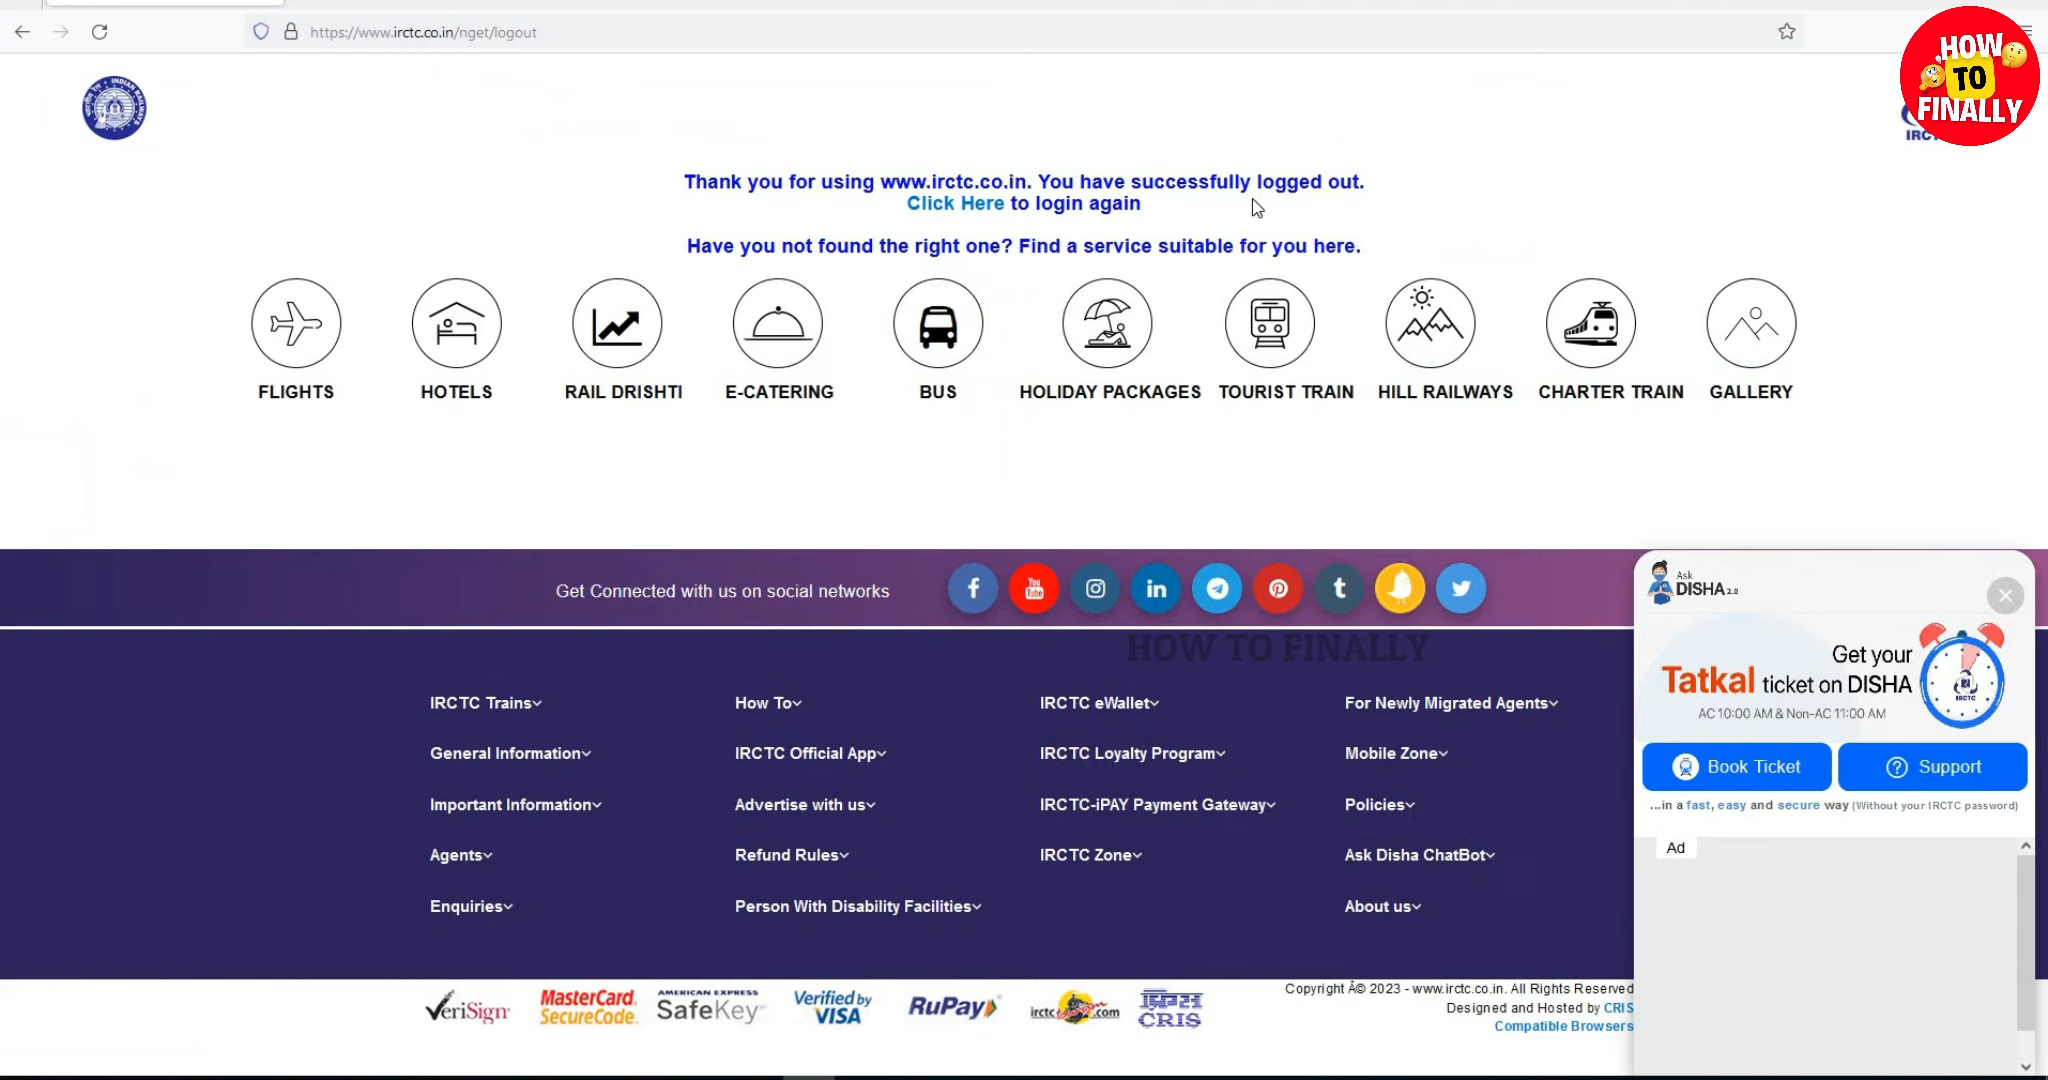 https://www.irctc.co.in/nget/logout
HOW
TO
FINALLY
Thank you for using www.irctc.co.in. You have successfully logged out.
Click Here to login again
Have you not found the right one? Find a service suitable for you here.
FLIGHTS
HOTELS
RAIL DRISHTI
E-CATERING
BUS
HOLIDAY PACKAGES
TOURIST TRAIN
HILL RAILWAYS
CHARTER TRAIN
GALLERY
Get Connected with us on social networks
HOW TO FINALLY
IRCTC Trains
How To
IRCTC eWallet
For Newly Migrated Agents
General Information
IRCTC Official App
IRCTC Loyalty Program
Mobile Zone
Important Information
Advertise with us
IRCTC-iPAY Payment Gateway
Policies
Agents
Refund Rules
IRCTC Zone
Ask Disha ChatBot
Enquiries
Person With Disability Facilities
About us
Ask
DISHA 2.0
Get your
Tatkal ticket on DISHA
AC 10:00 AM & Non-AC 11:00 AM
IRCTC
Book Ticket
Support
...in a fast, easy and secure way (Without your IRCTC password)
Ad
VeriSign
MasterCard
SecureCode.
AMERICAN EXPRESS
SafeKey
Verified by
VISA
RuPay
CRIS
Copyright Â© 2023 - www.irctc.co.in. All Rights Reserved
Designed and Hosted by CRIS
Compatible Browsers